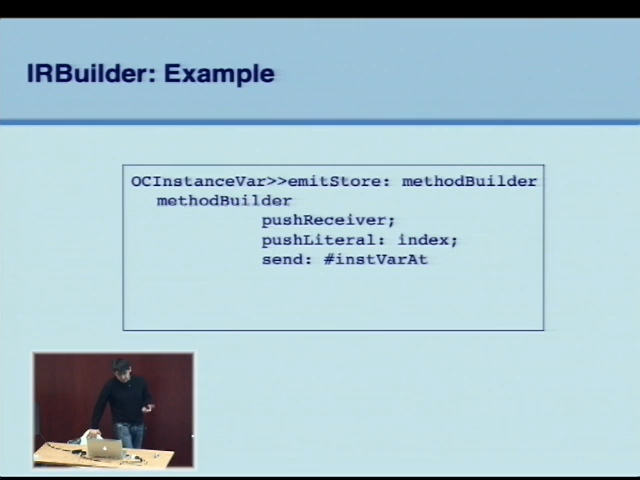 IRBuilder: Example
OCInstanceVar>>emitStore: methodBuilder
methodBuilder
pushReceiver;
pushLiteral: index;
send: #instVarAt